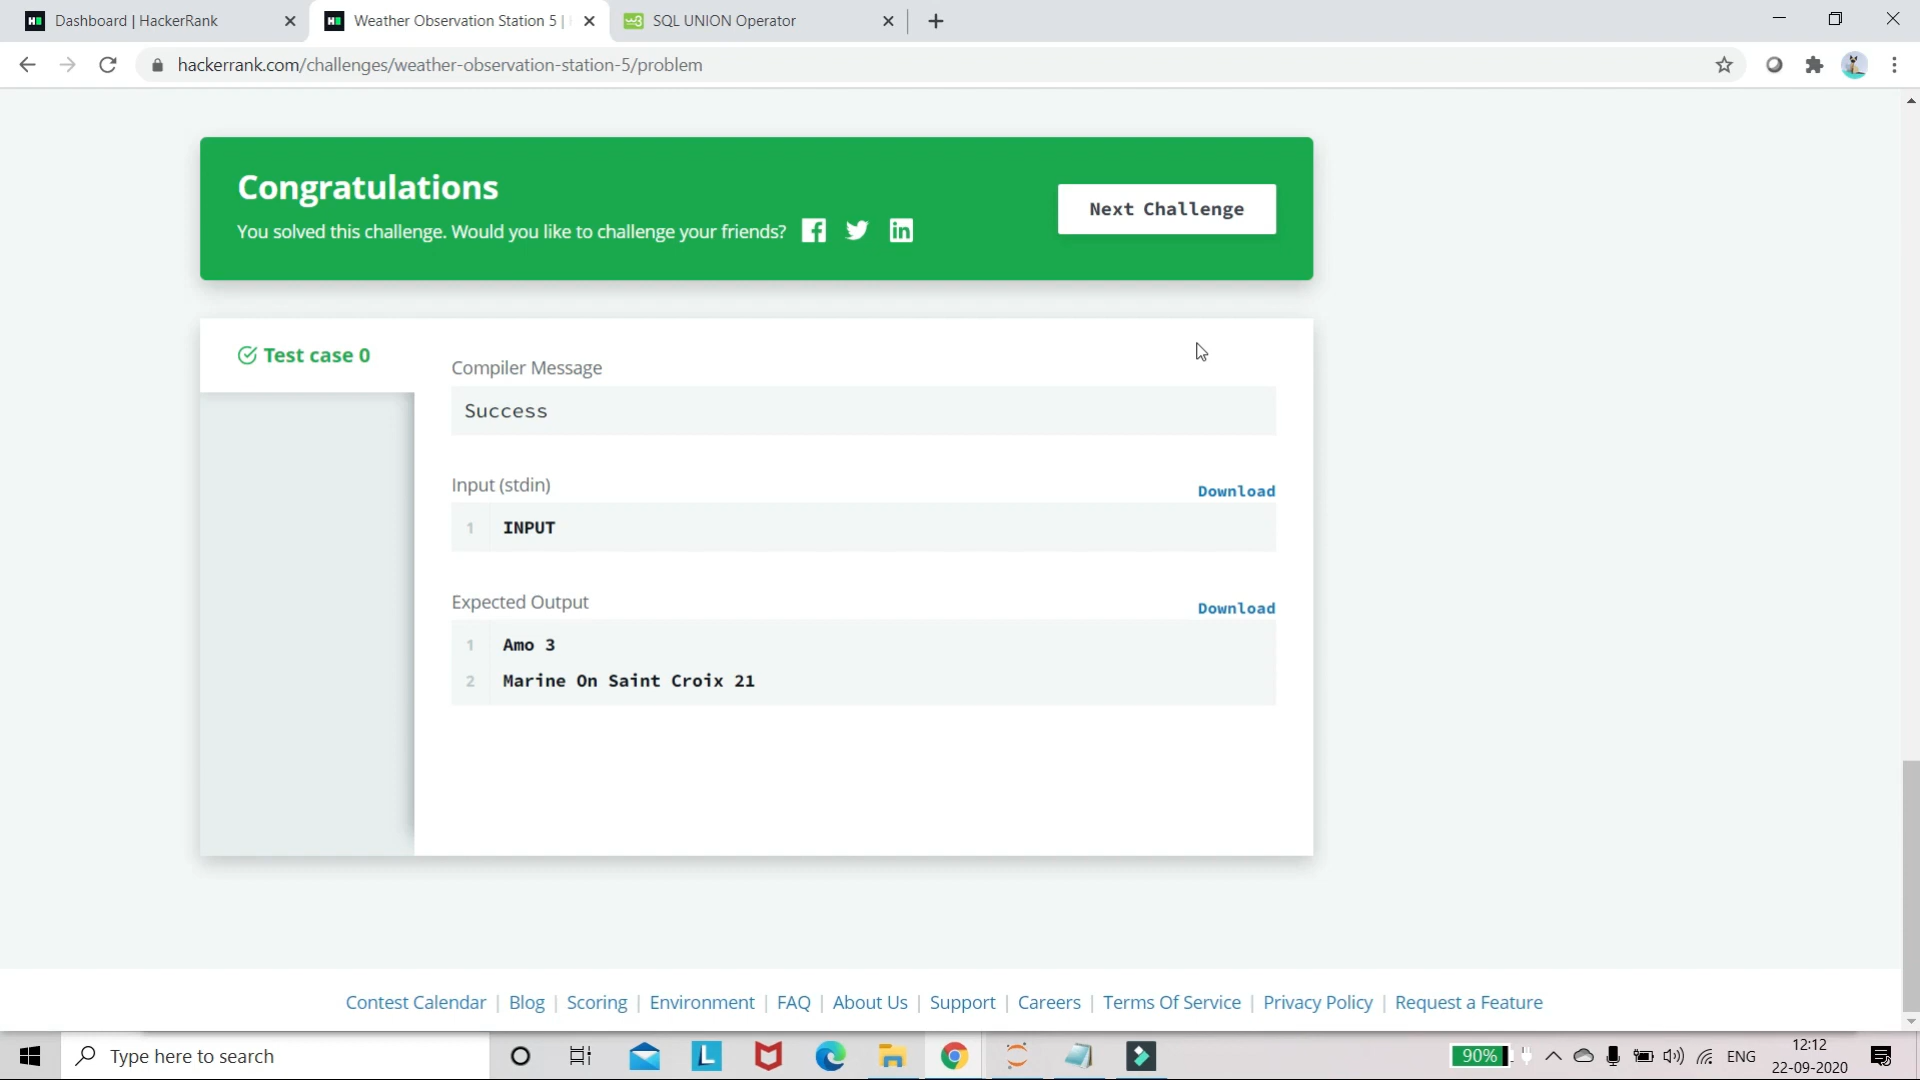 Dashboard | HackerRank
Weather Observation Station 5 |
SQL UNION Operator
hackerrank.com/challenges/weather-observation-station-5/problem
Congratulations
You solved this challenge. Would you like to challenge your friends?
Next Challenge
Test case 0
Compiler Message
Success
Input (stdin)
Download
1 INPUT
Expected Output
Download
1 Amo 3
2 Marine On Saint Croix 21
Contest Calendar | Blog | Scoring | Environment | FAQ | About Us | Support | Careers | Terms Of Service | Privacy Policy | Request a Feature
Type here to search
L
90%
ENG
12:12
22-09-2020